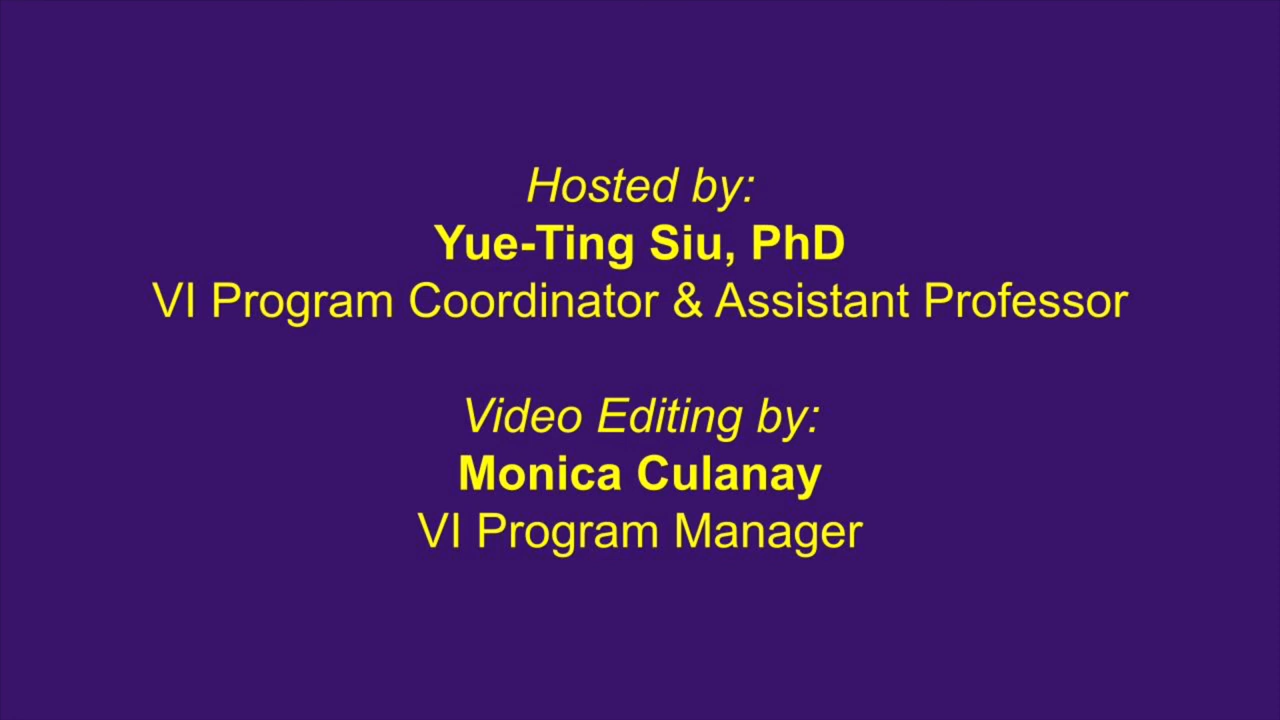 Hosted by:
Yue-Ting Siu, PhD
VI Program Coordinator & Assistant Professor
Video Editing by:
Monica Culanay
VI Program Manager